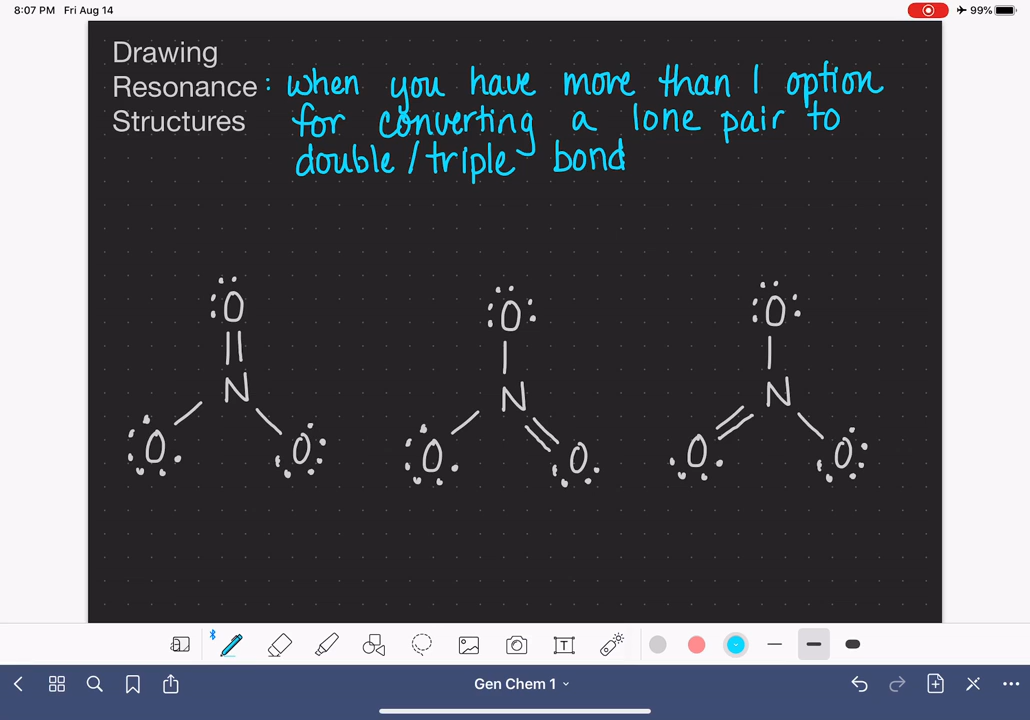 8:07 PM Fri Aug 14
99%
Drawing
Resonance : when you have more than 1 option
Structures for converting a lone pair to
double/triple bond
O O O
N N N
O O O O O O
T
Gen Chem 1